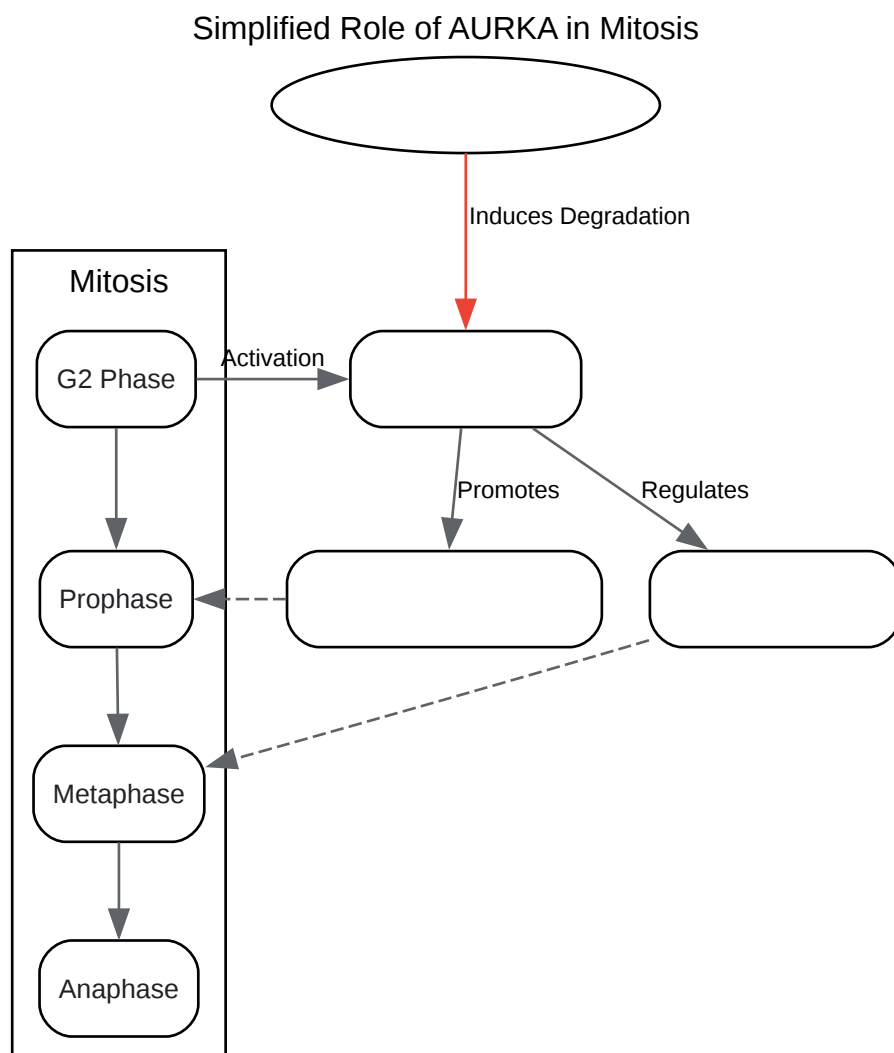 Simplified Role of AURKA in Mitosis
Induces Degradation
Mitosis
G2 Phase
Activation
Promotes
Regulates
Prophase
Metaphase
Anaphase